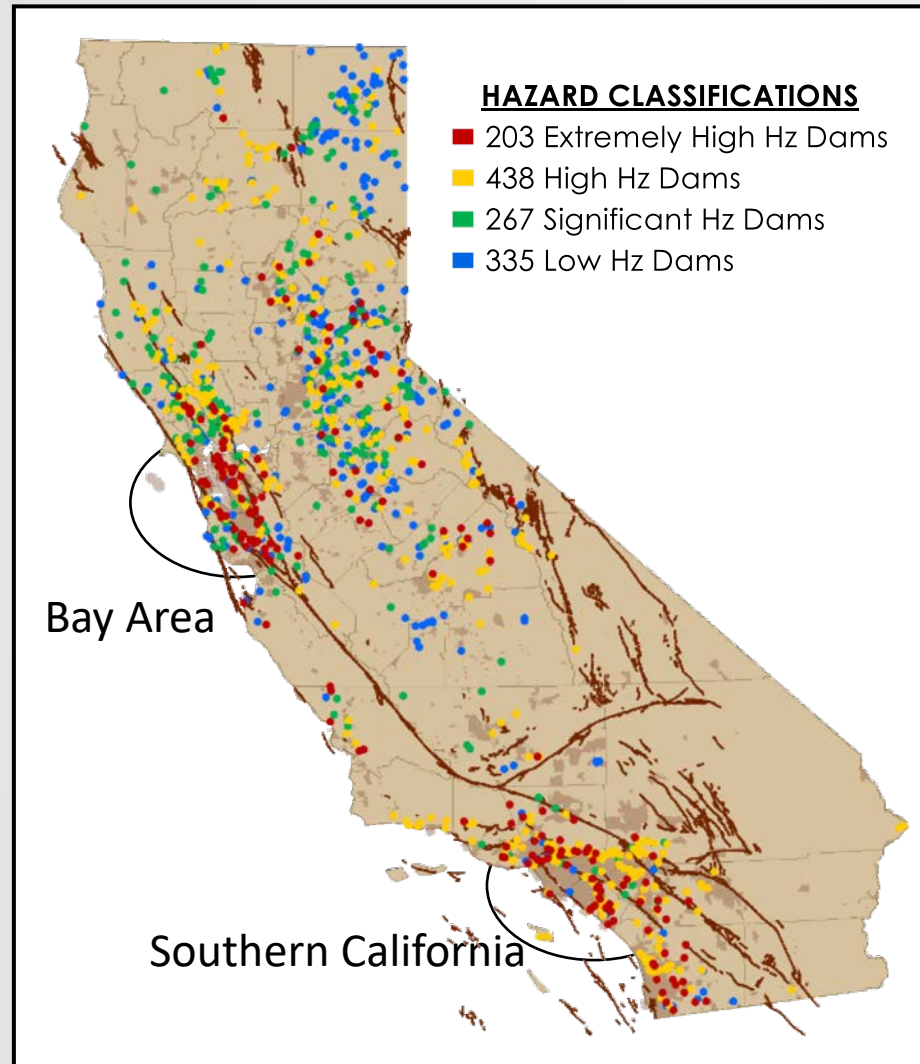 HAZARD CLASSIFICATIONS
203 Extremely High Hz Dams
438 High Hz Dams
267 Significant Hz Dams
335 Low Hz Dams
Bay Area
Southern California